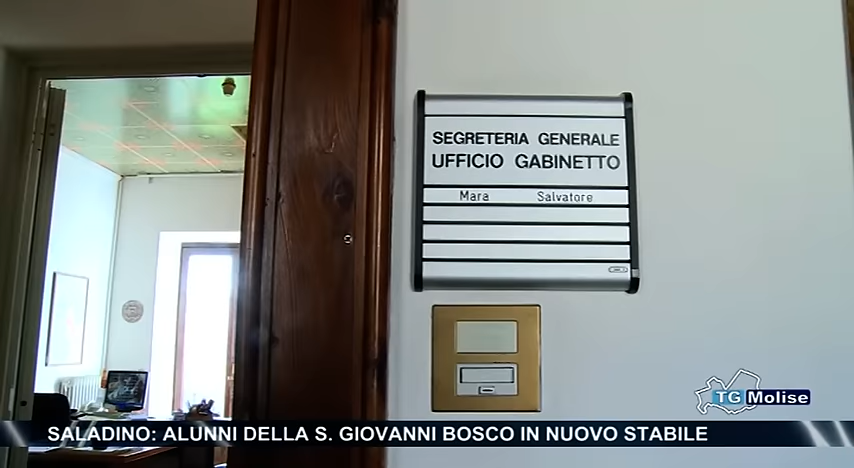 SEGRETERIA GENERALE
UFFICIO GABINETTO
Mara Salvatore
TG Molise
SALADINO: ALUNNI DELLA S. GIOVANNI BOSCO IN NUOVO STABILE